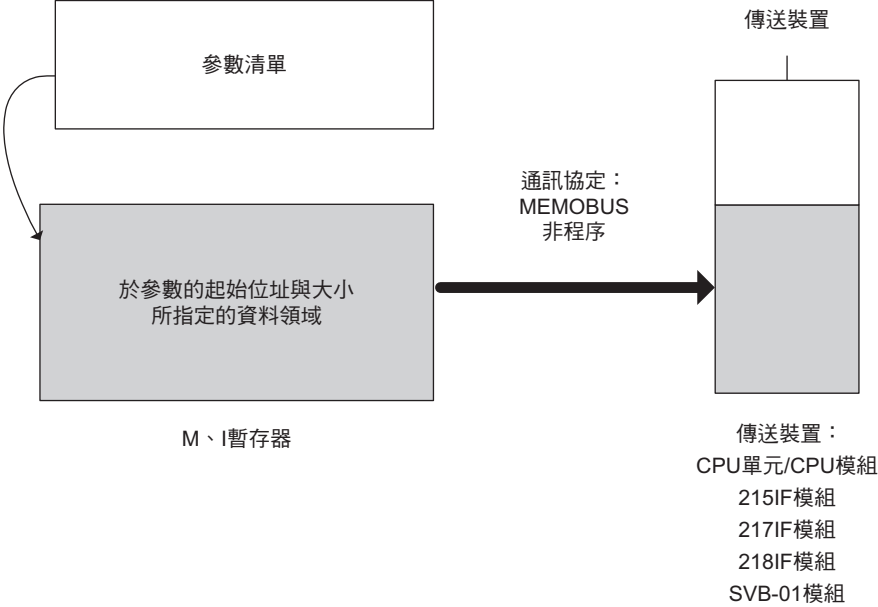 傳送裝置
參數清單
通訊協定：
MEMOBUS
非程序
於參數的起始位址與大小
所指定的資料領域
M、I暫存器
傳送裝置：
CPU單元/CPU模組
215IF模組
217IF模組
218IF模組
SVB-01模組